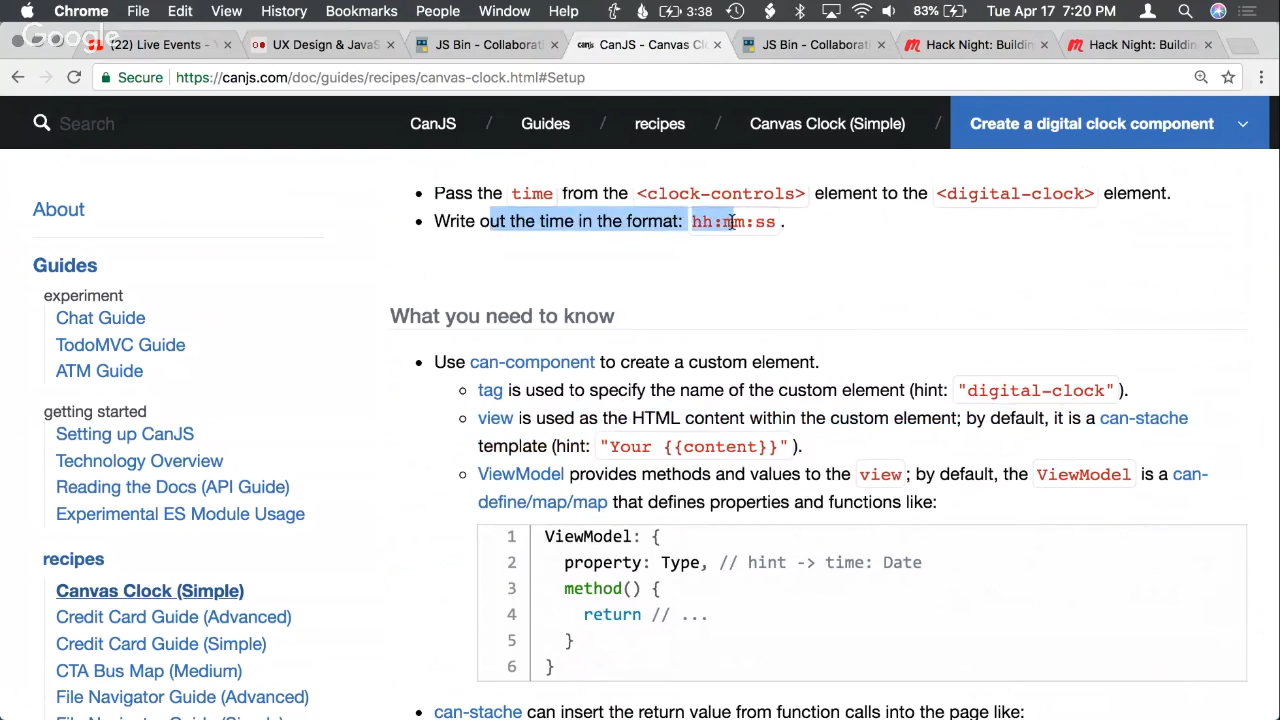 Chrome File Edit View History Bookmarks People Window Help 3:38 83% Tue Apr 17 7:20 PM
Google
(22) Live Events - Y UX Design & JavaS JS Bin - Collaborati CanJS - Canvas Clo JS Bin - Collaborati Hack Night: Buildin Hack Night: Buildin
Secure https://canjs.com/doc/guides/recipes/canvas-clock.html#Setup
Search CanJS / Guides / recipes / Canvas Clock (Simple) / Create a digital clock component
About
Guides
experiment
Chat Guide
TodoMVC Guide
ATM Guide
getting started
Setting up CanJS
Technology Overview
Reading the Docs (API Guide)
Experimental ES Module Usage
recipes
Canvas Clock (Simple)
Credit Card Guide (Advanced)
Credit Card Guide (Simple)
CTA Bus Map (Medium)
File Navigator Guide (Advanced)
File Navigator Guide (Simple)
• Pass the time from the <clock-controls> element to the <digital-clock> element.
• Write out the time in the format: hh:mm:ss .
What you need to know
• Use can-component to create a custom element.
◦ tag is used to specify the name of the custom element (hint: "digital-clock").
◦ view is used as the HTML content within the custom element; by default, it is a can-stache
template (hint: "Your {{content}}").
◦ ViewModel provides methods and values to the view; by default, the ViewModel is a can-
define/map/map that defines properties and functions like:
1 ViewModel: {
2 property: Type, // hint -> time: Date
3 method() {
4 return // ...
5 }
6 }
• can-stache can insert the return value from function calls into the page like: